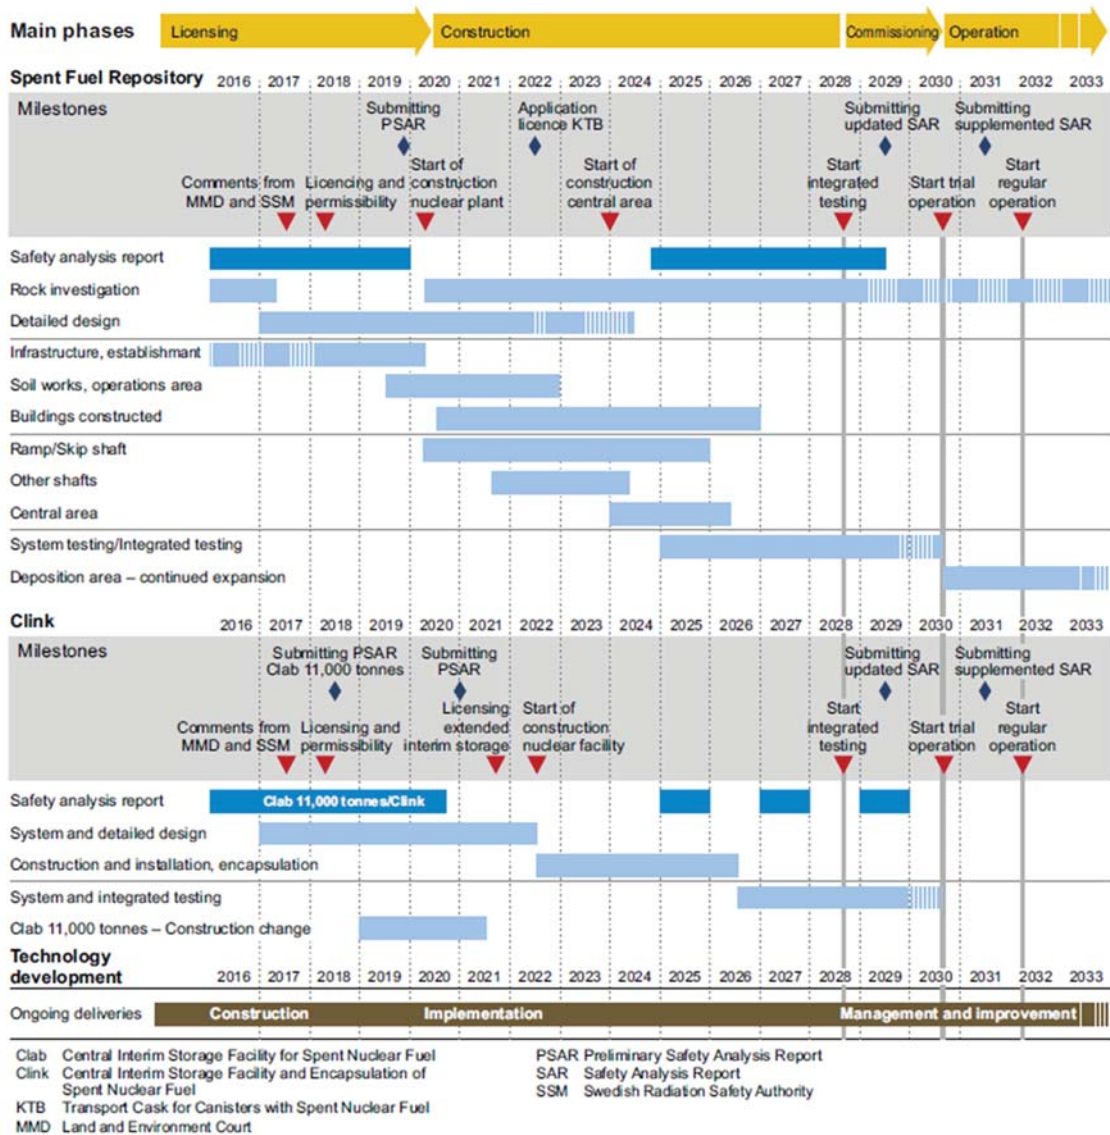 Main phases Licensing Construction Commissioning Operation
Spent Fuel Repository 2016 2017 2018 2019 2020 2021 2022 2023 2024 2025 2026 2027 2028 2029 2030 2031 2032 2033
Milestones
Submitting
PSAR
Application
licence KTB
Submitting
updated SAR
Submitting
supplemented SAR
Comments from
MMD and SSM
Licencing and
permissibility
Start of
construction
nuclear plant
Start of
construction
central area
Start
integrated
testing
Start trial
operation
Start
regular
operation
Safety analysis report
Rock investigation
Detailed design
Infrastructure, establishmant
Soil works, operations area
Buildings constructed
Ramp/Skip shaft
Other shafts
Central area
System testing/Integrated testing
Deposition area – continued expansion
Clink 2016 2017 2018 2019 2020 2021 2022 2023 2024 2025 2026 2027 2028 2029 2030 2031 2032 2033
Milestones
Submitting PSAR
Clab 11,000 tonnes
Submitting
PSAR
Submitting
updated SAR
Submitting
supplemented SAR
Comments from
MMD and SSM
Licensing and
permissibility
Licensing
extended
interim storage
Start of
construction
nuclear facility
Start
integrated
testing
Start trial
operation
Start
regular
operation
Safety analysis report Clab 11,000 tonnes/Clink
System and detailed design
Construction and installation, encapsulation
System and integrated testing
Clab 11,000 tonnes – Construction change
Technology
development 2016 2017 2018 2019 2020 2021 2022 2023 2024 2025 2026 2027 2028 2029 2030 2031 2032 2033
Ongoing deliveries Construction Implementation Management and improvement
Clab Central Interim Storage Facility for Spent Nuclear Fuel
Clink Central Interim Storage Facility and Encapsulation of
Spent Nuclear Fuel
KTB Transport Cask for Canisters with Spent Nuclear Fuel
MMD Land and Environment Court
PSAR Preliminary Safety Analysis Report
SAR Safety Analysis Report
SSM Swedish Radiation Safety Authority